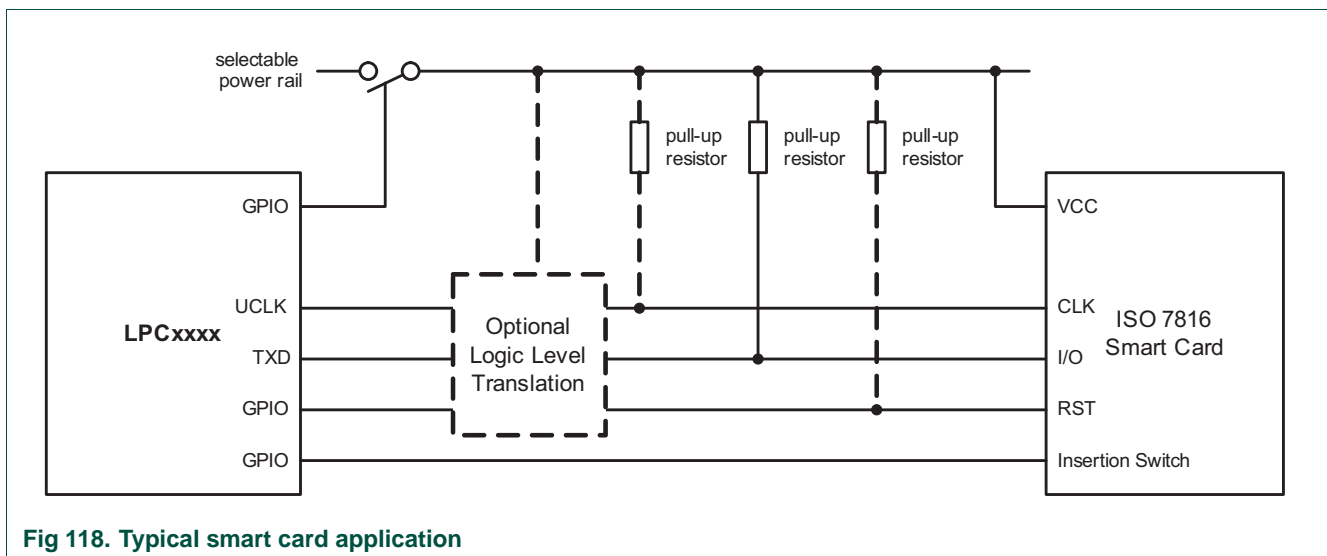 selectable
power rail
pull-up
resistor
pull-up
resistor
pull-up
resistor
GPIO
VCC
UCLK
CLK
LPCxxxx
Optional
Logic Level
Translation
ISO 7816
Smart Card
TXD
I/O
GPIO
RST
GPIO
Insertion Switch
Fig 118. Typical smart card application